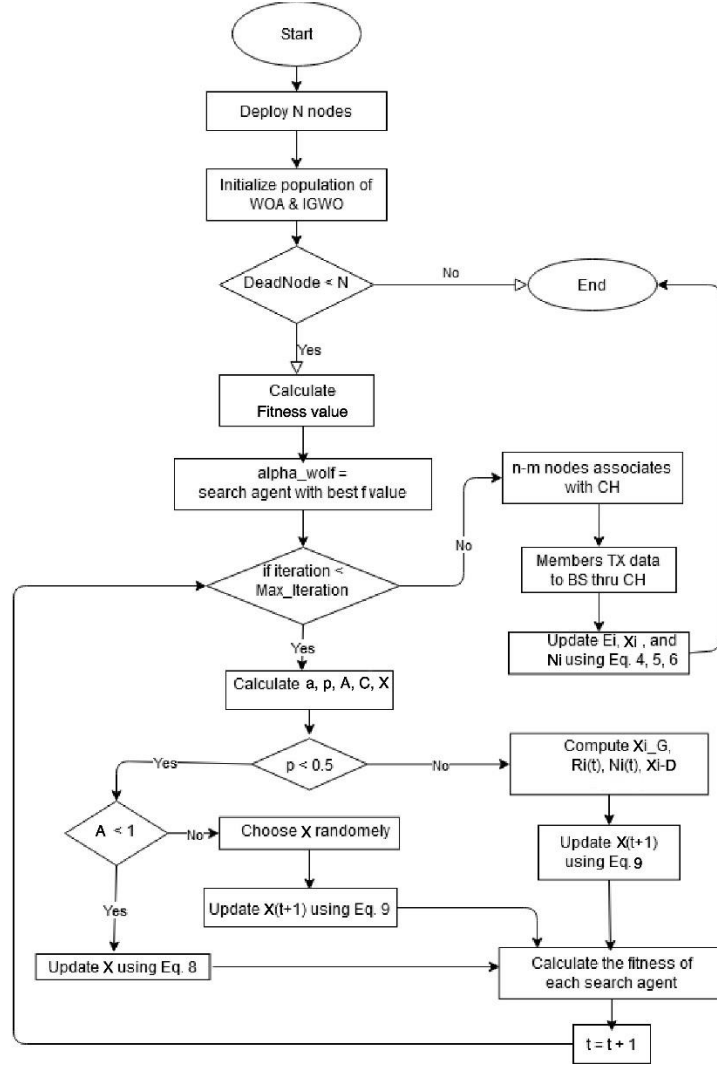 Start
Deploy N nodes
Initialize population of
WOA & IGWO
DeadNode < N
No
End
Yes
Calculate
Fitness value
alpha_wolf =
search agent with best f value
n-m nodes associates
with CH
No
if iteration <
Max_Iteration
Members TX data
to BS thru CH
Yes
Update Ei, Xi , and
Ni using Eq. 4, 5, 6
Calculate a, p, A, C, X
Yes
p < 0.5
No
Compute Xi_G,
Ri(t), Ni(t), Xi-D
A < 1
No
Choose X randomely
Update X(t+1)
using Eq. 9
Yes
Update X(t+1) using Eq. 9
Update X using Eq. 8
Calculate the fitness of
each search agent
t = t + 1